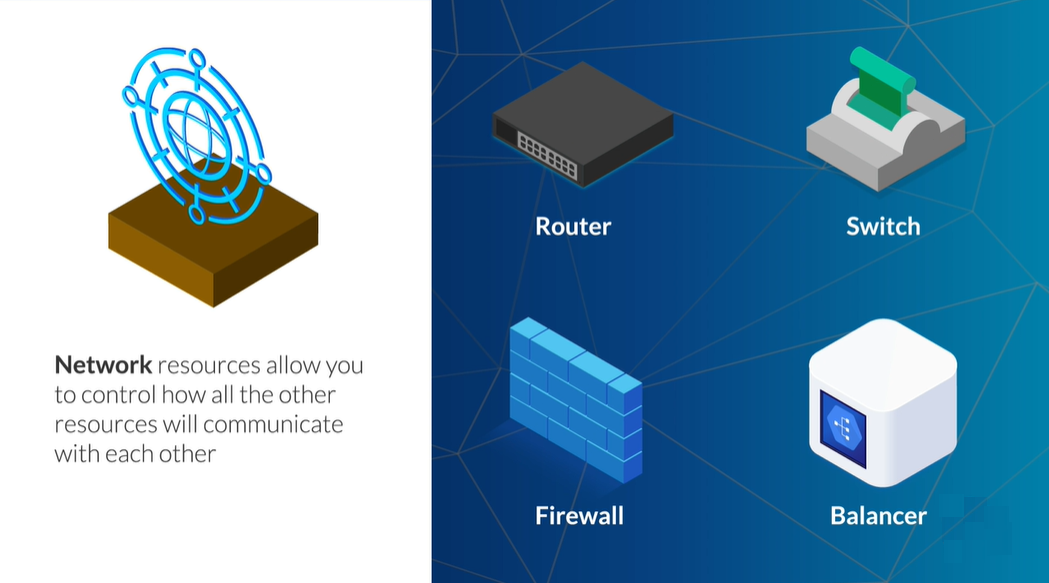 Network resources allow you
to control how all the other
resources will communicate
with each other
Router
Switch
Firewall
Balancer